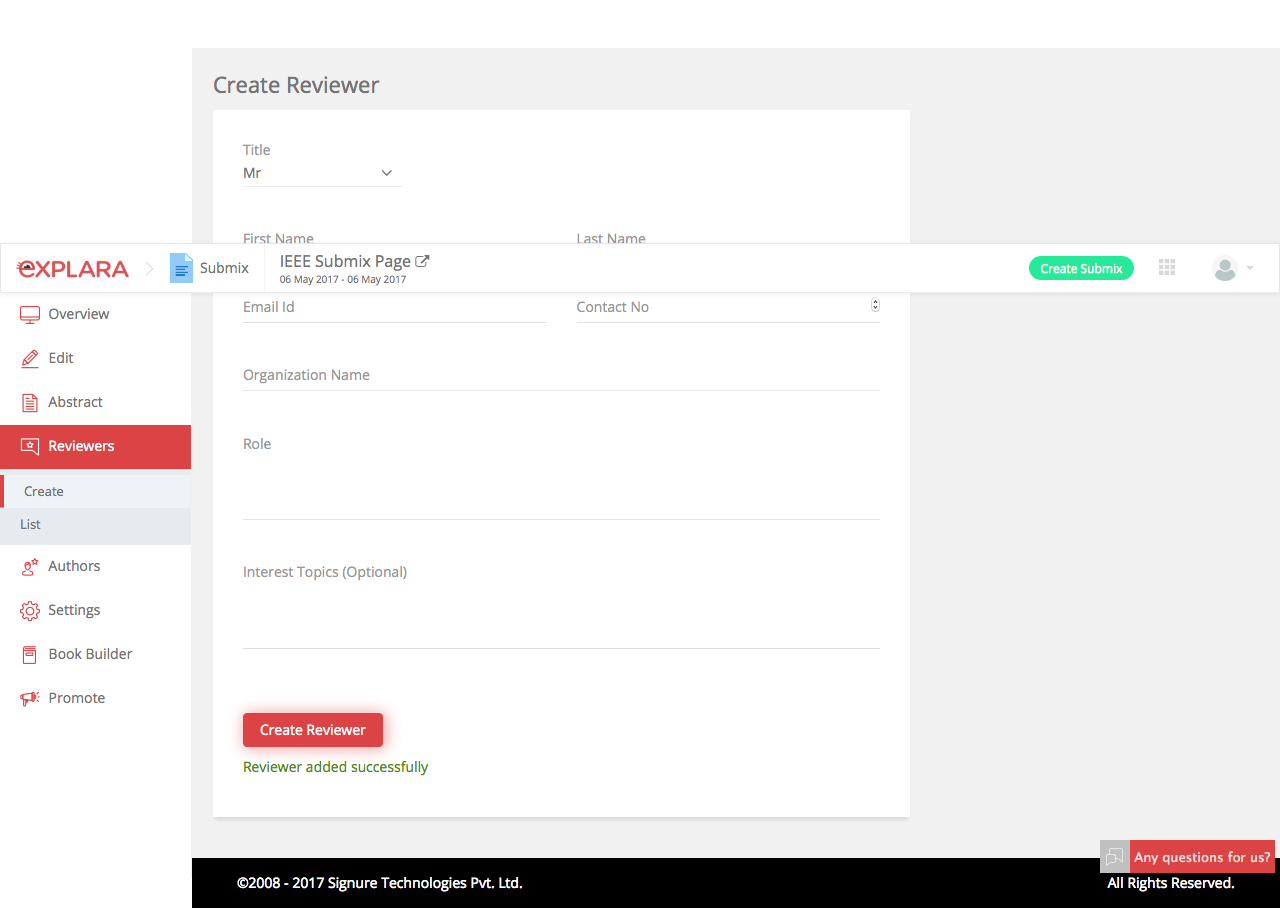 Create Reviewer
Title
Mr
First Name
Last Name
eXPLARA
Submix
IEEE Submix Page
06 May 2017 - 06 May 2017
Create Submix
Overview
Edit
Abstract
Reviewers
Create
List
Authors
Settings
Book Builder
Promote
Email Id
Contact No
Organization Name
Role
Interest Topics (Optional)
Create Reviewer
Reviewer added successfully
Any questions for us?
©2008 - 2017 Signure Technologies Pvt. Ltd.
All Rights Reserved.